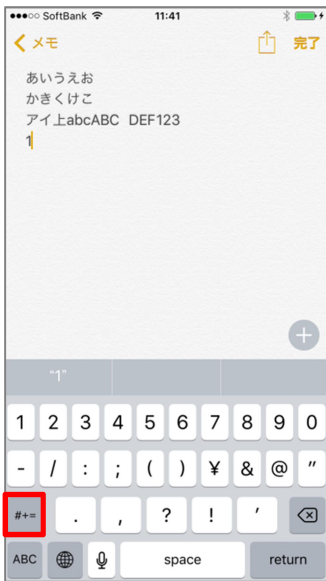 SoftBank 11:41
メモ 完了
あいうえお
かきくけこ
アイ上abcABC DEF123
1
“1”
1 2 3 4 5 6 7 8 9 0
- / : ; ( ) ¥ & @ "
#+= . , ? ! '
ABC space return